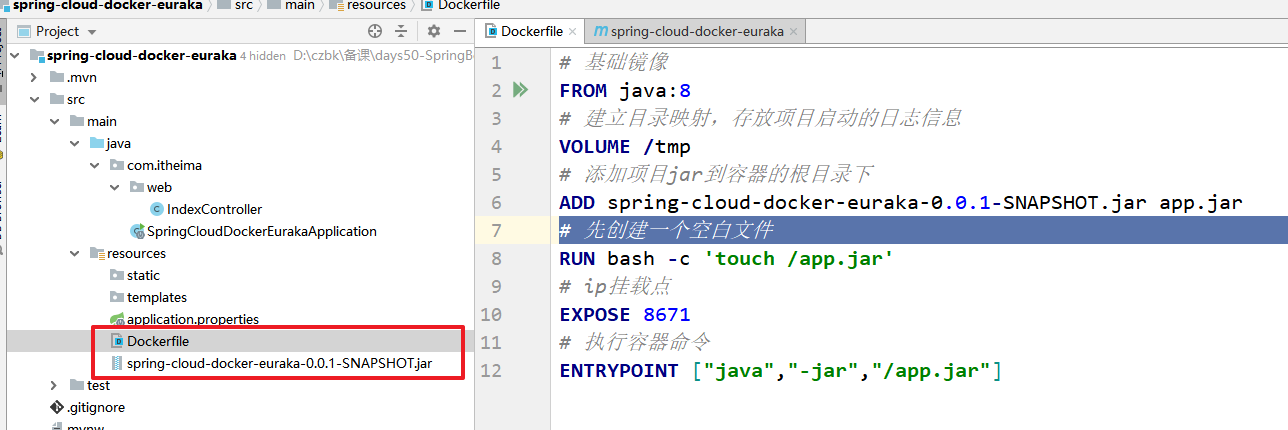 spring-cloud-docker-euraka src main resources Dockerfile
Project
spring-cloud-docker-euraka 4 hidden D:\czbk\备课\days50-SpringB
.mvn
src
main
java
com.itheima
web
IndexController
SpringCloudDockerEurakaApplication
resources
static
templates
application.properties
Dockerfile
spring-cloud-docker-euraka-0.0.1-SNAPSHOT.jar
test
.gitignore
mvnw
Dockerfile spring-cloud-docker-euraka
1 # 基础镜像
2 FROM java:8
3 # 建立目录映射，存放项目启动的日志信息
4 VOLUME /tmp
5 # 添加项目jar到容器的根目录下
6 ADD spring-cloud-docker-euraka-0.0.1-SNAPSHOT.jar app.jar
7 # 先创建一个空白文件
8 RUN bash -c 'touch /app.jar'
9 # ip挂载点
10 EXPOSE 8671
11 # 执行容器命令
12 ENTRYPOINT ["java","-jar","/app.jar"]